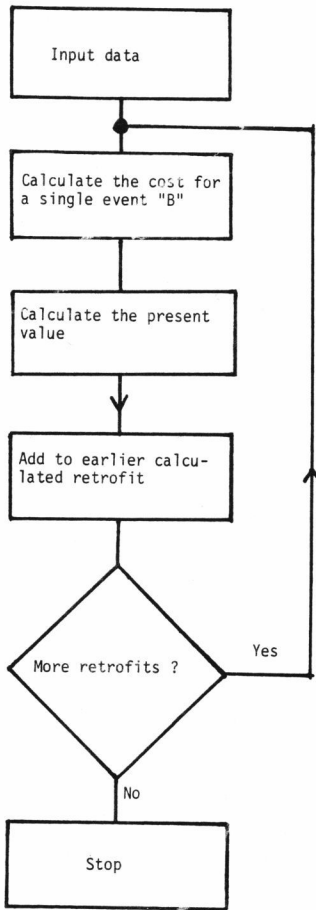 Input data
Calculate the cost for
a single event "B"
Calculate the present
value
Add to earlier calcu-
lated retrofit
More retrofits ?
Yes
No
Stop